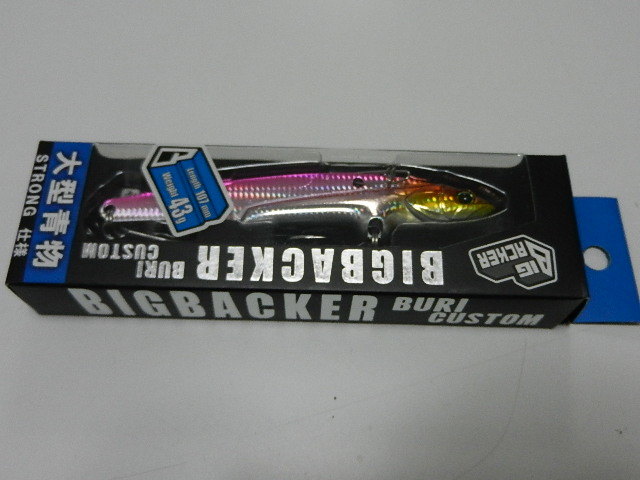 大型青物
STRONG 仕様
Length 107mm
Weight 43g
BIGBACKER BURI CUSTOM
BIG BACKER
BIGBACKER BURI CUSTOM